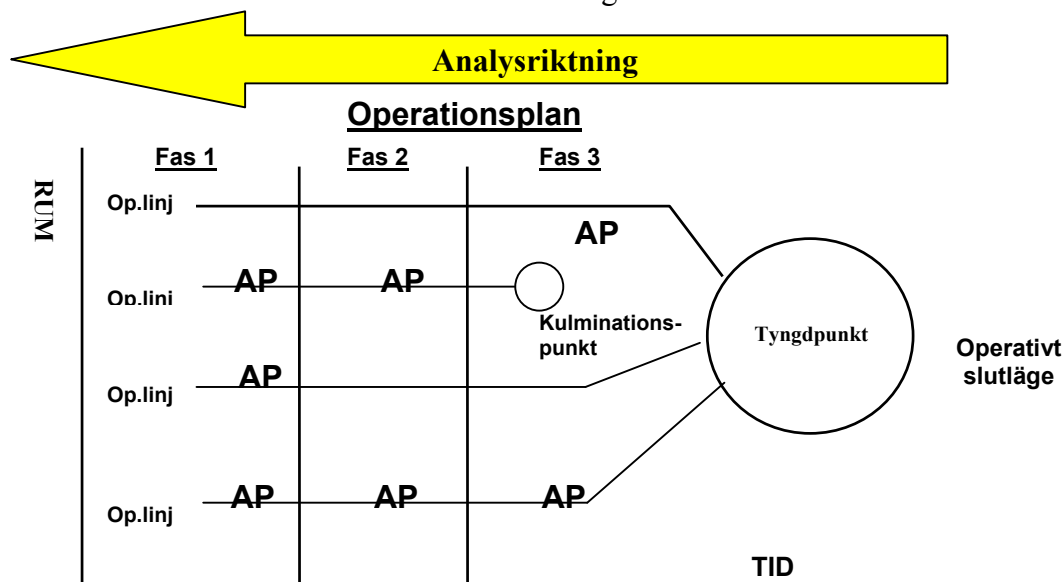 Analysriktning
Operationsplan
Fas 1 Fas 2 Fas 3
RUM
Op.linj
AP
Op.linj
AP AP
Kulminations-
punkt
Tyngdpunkt
Operativt
slutläge
AP
Op.linj
AP AP AP
Op.linj
TID